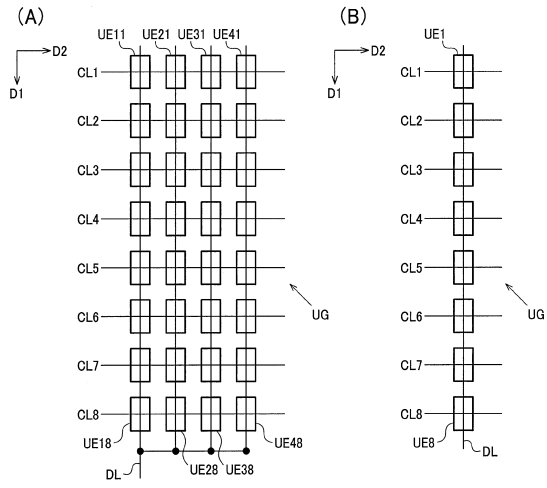 (A) (B)
UE11 UE21 UE31 UE41 UE1
D2 D2
D1 D1
CL1 CL1
CL2 CL2
CL3 CL3
CL4 CL4
CL5 CL5
UG UG
CL6 CL6
CL7 CL7
CL8 CL8
UE18 UE28 UE38 UE48 UE8
DL DL